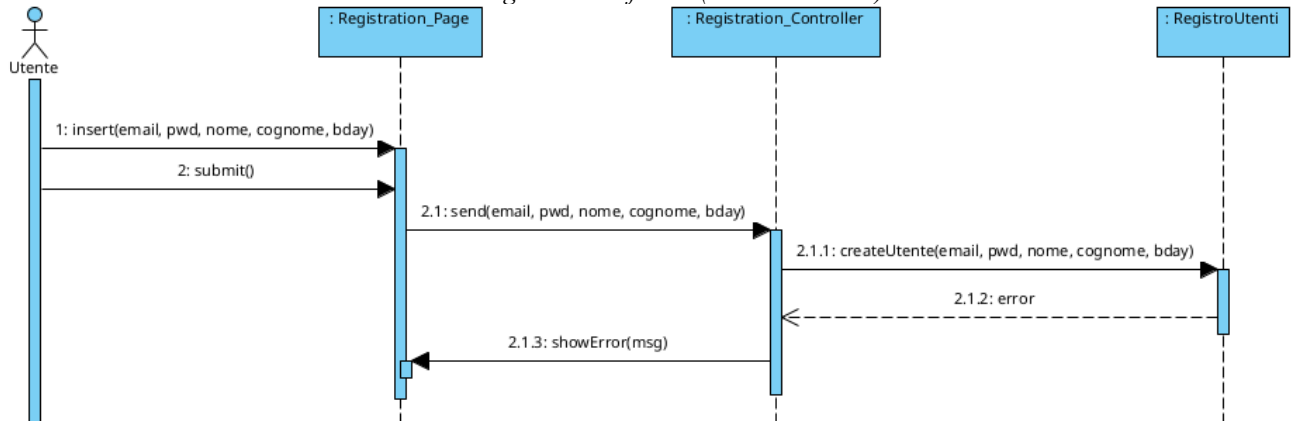 : Registration_Page
: Registration_Controller
: RegistroUtenti
Utente
1: insert(email, pwd, nome, cognome, bday)
2: submit()
2.1: send(email, pwd, nome, cognome, bday)
2.1.1: createUtente(email, pwd, nome, cognome, bday)
2.1.2: error
2.1.3: showError(msg)